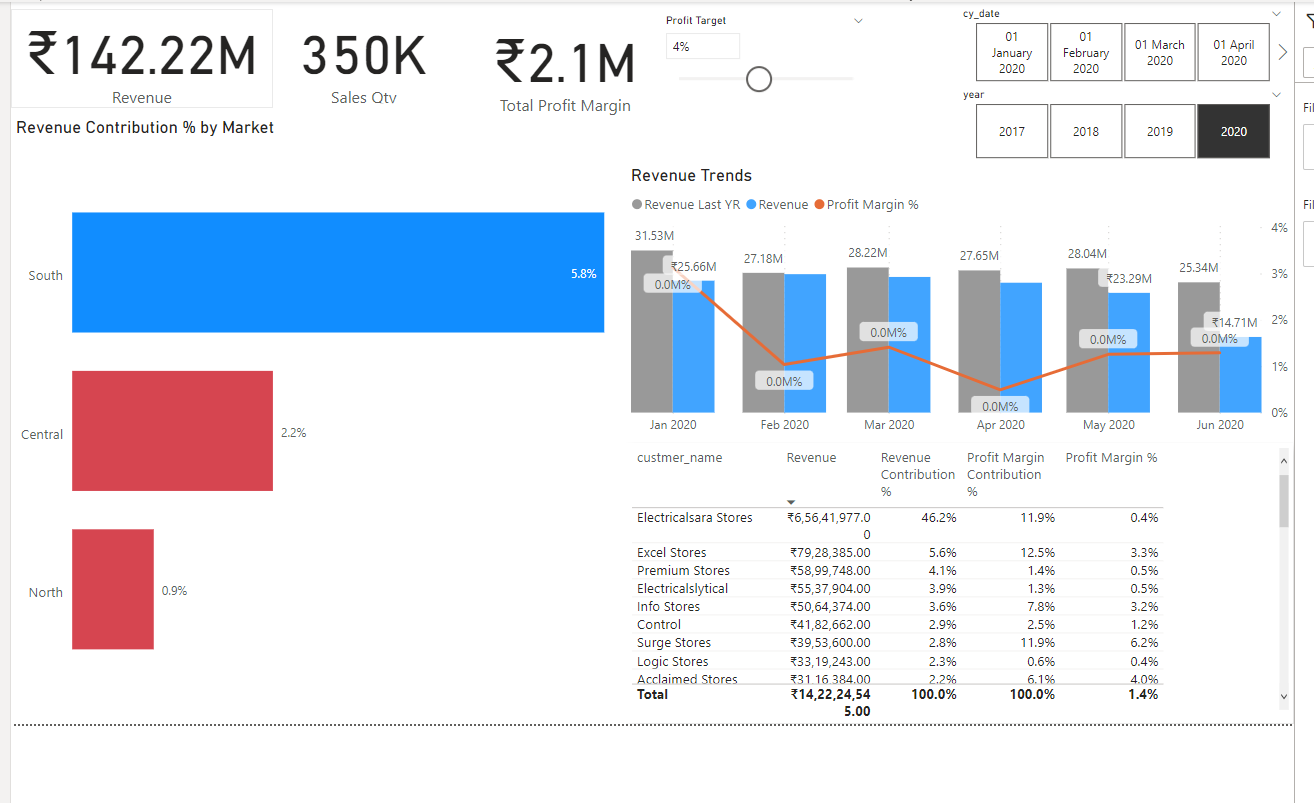 ₹142.22M
Revenue
350K
Sales Qty
₹2.1M
Total Profit Margin
Profit Target
4%
cy_date
01
January
2020
01
February
2020
01 March
2020
01 April
2020
year
2017
2018
2019
2020
Revenue Contribution % by Market
South
5.8%
Central
2.2%
North
0.9%
Revenue Trends
Revenue Last YR
Revenue
Profit Margin %
31.53M
₹25.66M
27.18M
28.22M
27.65M
28.04M
₹23.29M
25.34M
₹14.71M
0.0M%
0.0M%
0.0M%
0.0M%
0.0M%
0.0M%
4%
3%
2%
1%
0%
Jan 2020
Feb 2020
Mar 2020
Apr 2020
May 2020
Jun 2020
custmer_name Revenue Revenue Profit Margin Profit Margin %
Contribution Contribution
% %
Electricalsara Stores ₹6,56,41,977.0 46.2% 11.9% 0.4%
0
Excel Stores ₹79,28,385.00 5.6% 12.5% 3.3%
Premium Stores ₹58,99,748.00 4.1% 1.4% 0.5%
Electricalslytical ₹55,37,904.00 3.9% 1.3% 0.5%
Info Stores ₹50,64,374.00 3.6% 7.8% 3.2%
Control ₹41,82,662.00 2.9% 2.5% 1.2%
Surge Stores ₹39,53,600.00 2.8% 11.9% 6.2%
Logic Stores ₹33,19,243.00 2.3% 0.6% 0.4%
Acclaimed Stores ₹31,16,384.00 2.2% 6.1% 4.0%
Total ₹14,22,24,54 100.0% 100.0% 1.4%
5.00